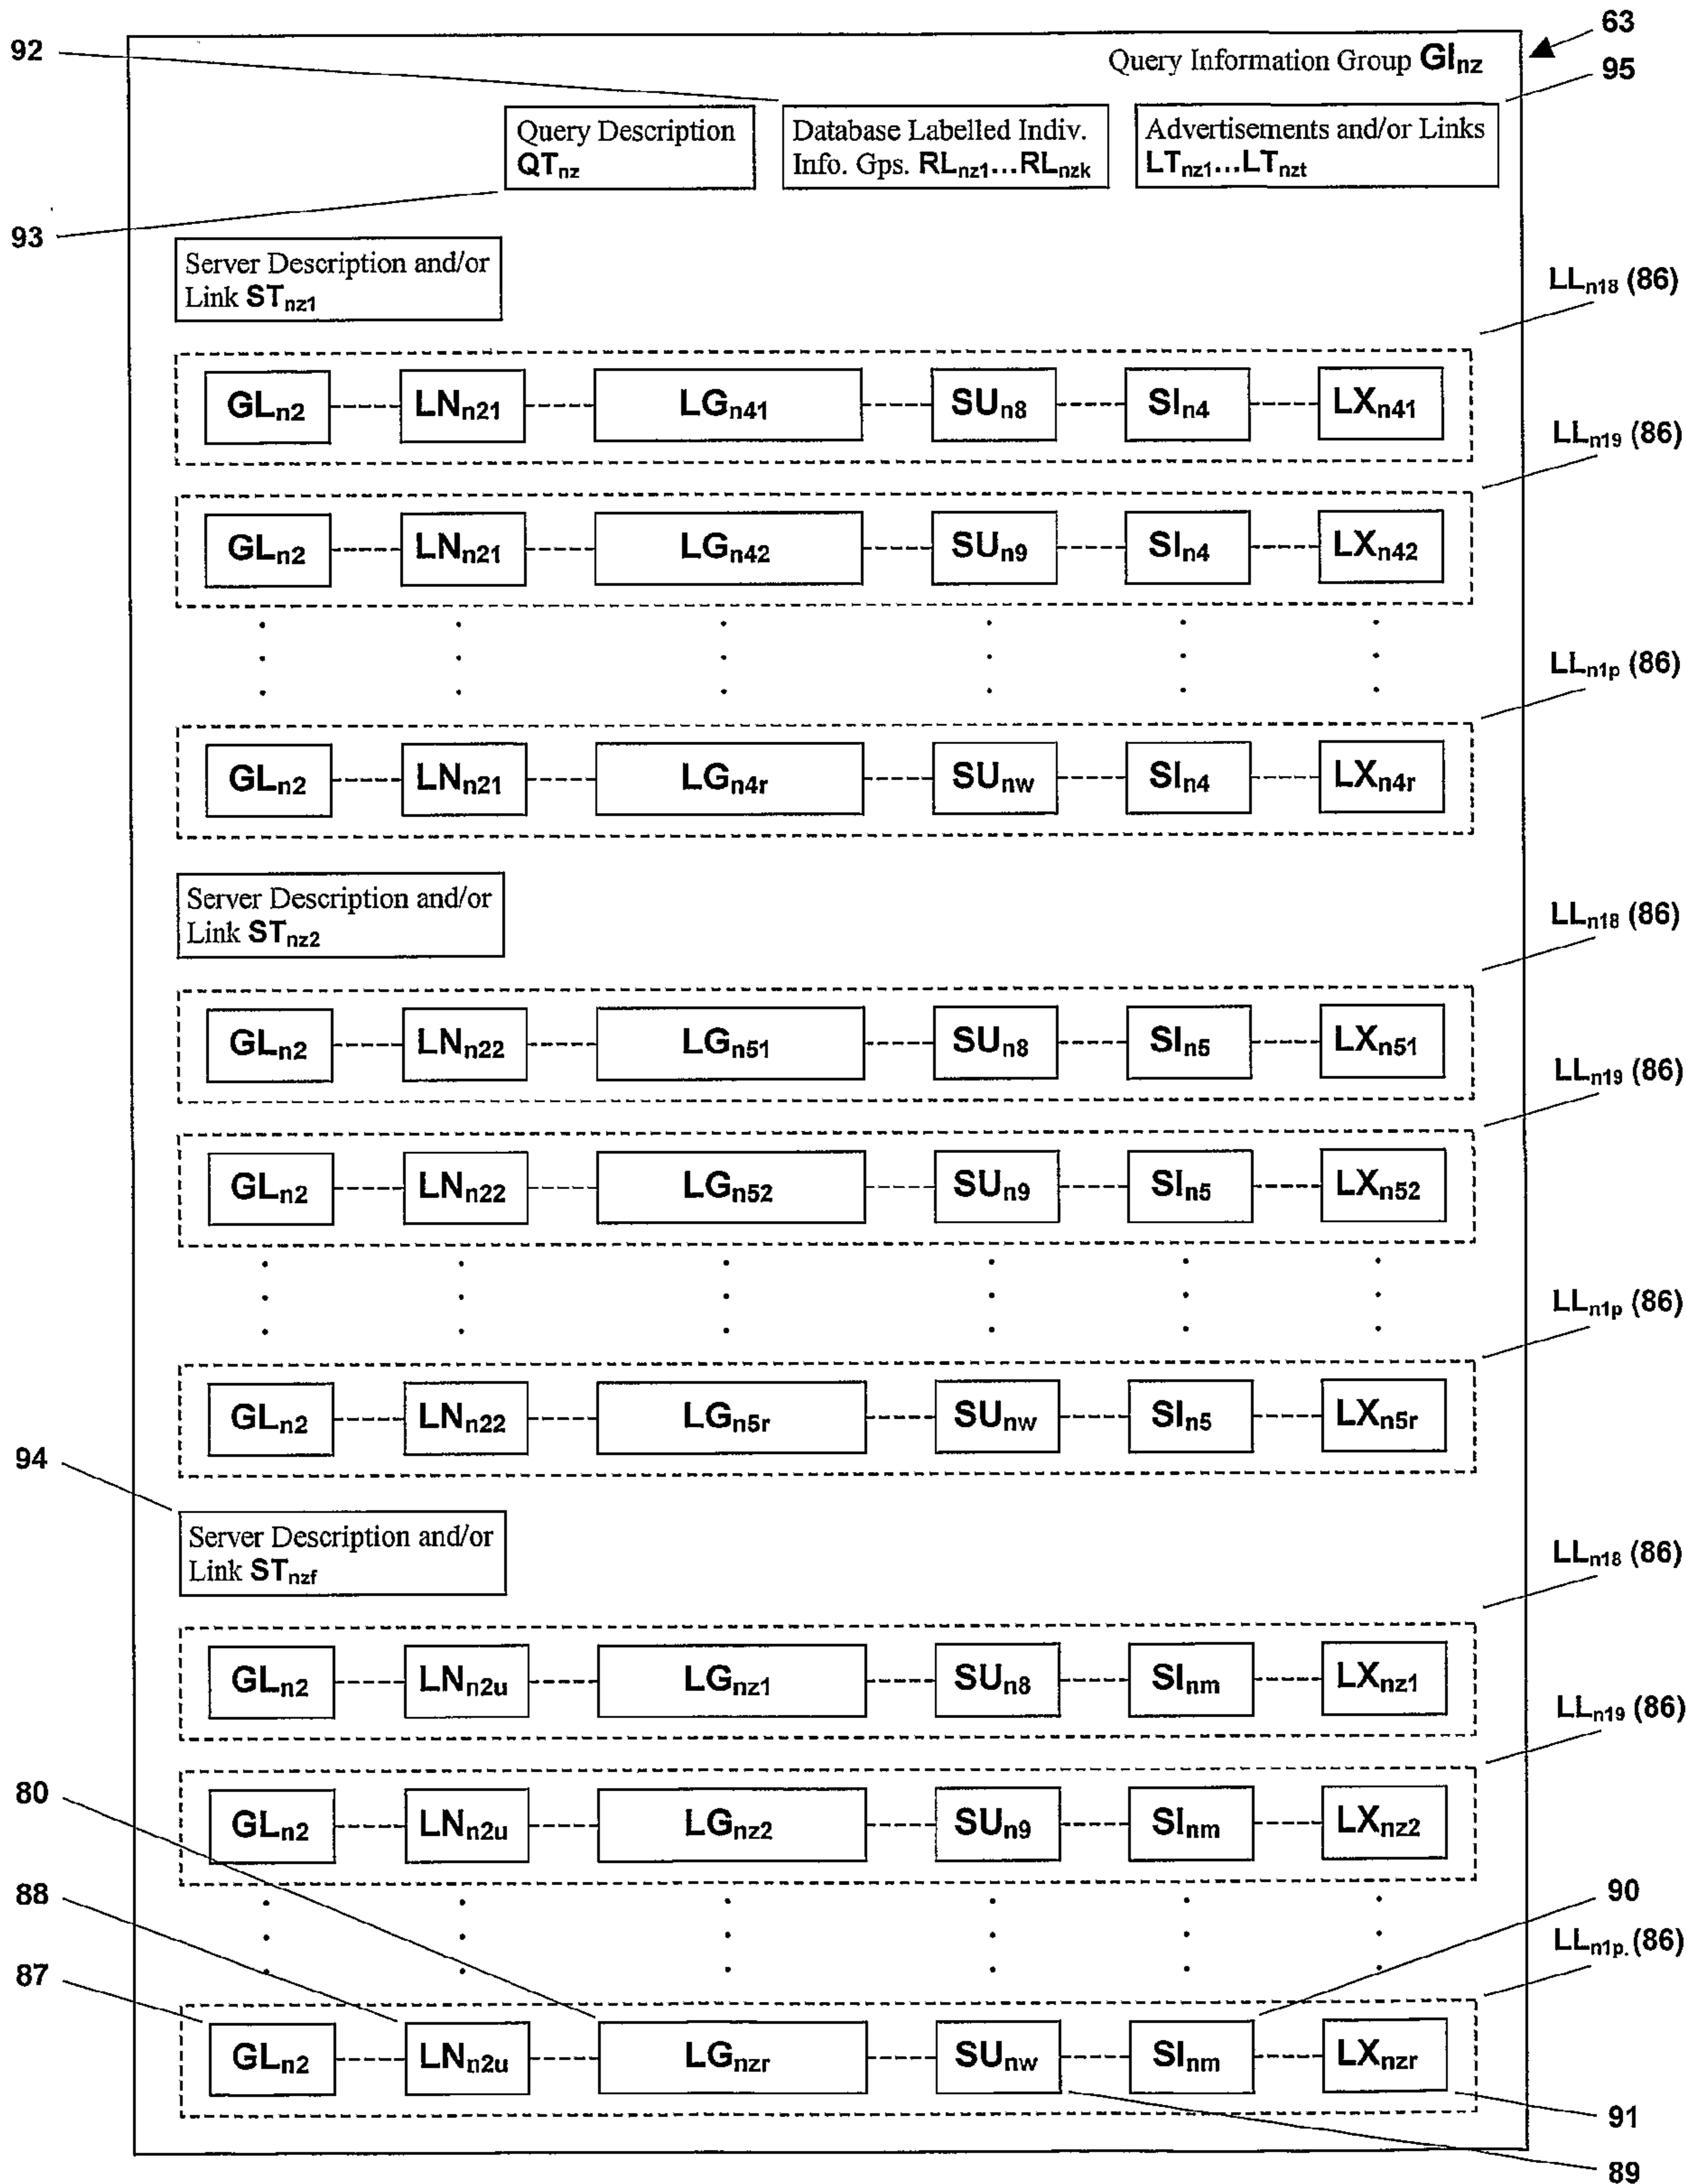 63
92
Query Information Group GInz
95
Query Description
QTnz
Database Labelled Indiv.
Info. Gps. RLnz1...RLnzk
Advertisements and/or Links
LTnz1...LTnzt
93
Server Description and/or
Link STnz1
LLn18 (86)
GLn2 LNn21 LGn41 SUn8 SIn4 LXn41
LLn19 (86)
GLn2 LNn21 LGn42 SUn9 SIn4 LXn42
LLn1p (86)
GLn2 LNn21 LGn4r SUnw SIn4 LXn4r
Server Description and/or
Link STnz2
LLn18 (86)
GLn2 LNn22 LGn51 SUn8 SIn5 LXn51
LLn19 (86)
GLn2 LNn22 LGn52 SUn9 SIn5 LXn52
LLn1p (86)
GLn2 LNn22 LGn5r SUnw SIn5 LXn5r
94
Server Description and/or
Link STnzf
LLn18 (86)
GLn2 LNn2u LGnz1 SUn8 SInm LXnz1
LLn19 (86)
80
GLn2 LNn2u LGnz2 SUn9 SInm LXnz2
88
90
LLn1p. (86)
87
GLn2 LNn2u LGnzr SUnw SInm LXnzr
91
89